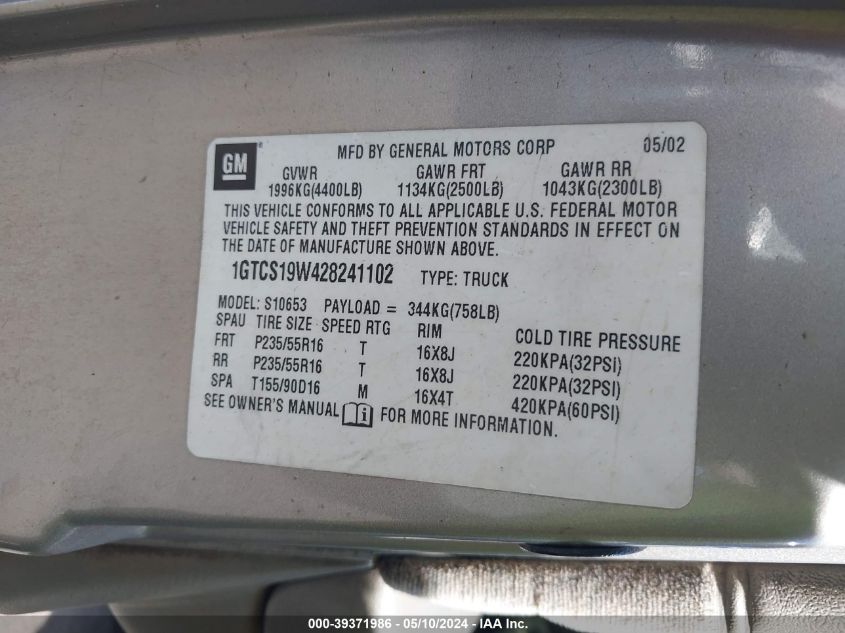 GM
MFD BY GENERAL MOTORS CORP 05/02
GVWR GAWR FRT GAWR RR
1996KG(4400LB) 1134KG(2500LB) 1043KG(2300LB)
THIS VEHICLE CONFORMS TO ALL APPLICABLE U.S. FEDERAL MOTOR
VEHICLE SAFETY AND THEFT PREVENTION STANDARDS IN EFFECT ON
THE DATE OF MANUFACTURE SHOWN ABOVE.
1GTCS19W428241102 TYPE: TRUCK
MODEL: S10653 PAYLOAD = 344KG(758LB)
SPAU TIRE SIZE SPEED RTG RIM COLD TIRE PRESSURE
FRT P235/55R16 T 16X8J 220KPA(32PSI)
RR P235/55R16 T 16X8J 220KPA(32PSI)
SPA T155/90D16 M 16X4T 420KPA(60PSI)
SEE OWNER'S MANUAL i FOR MORE INFORMATION.
000-39371986 - 05/10/2024 - IAA Inc.